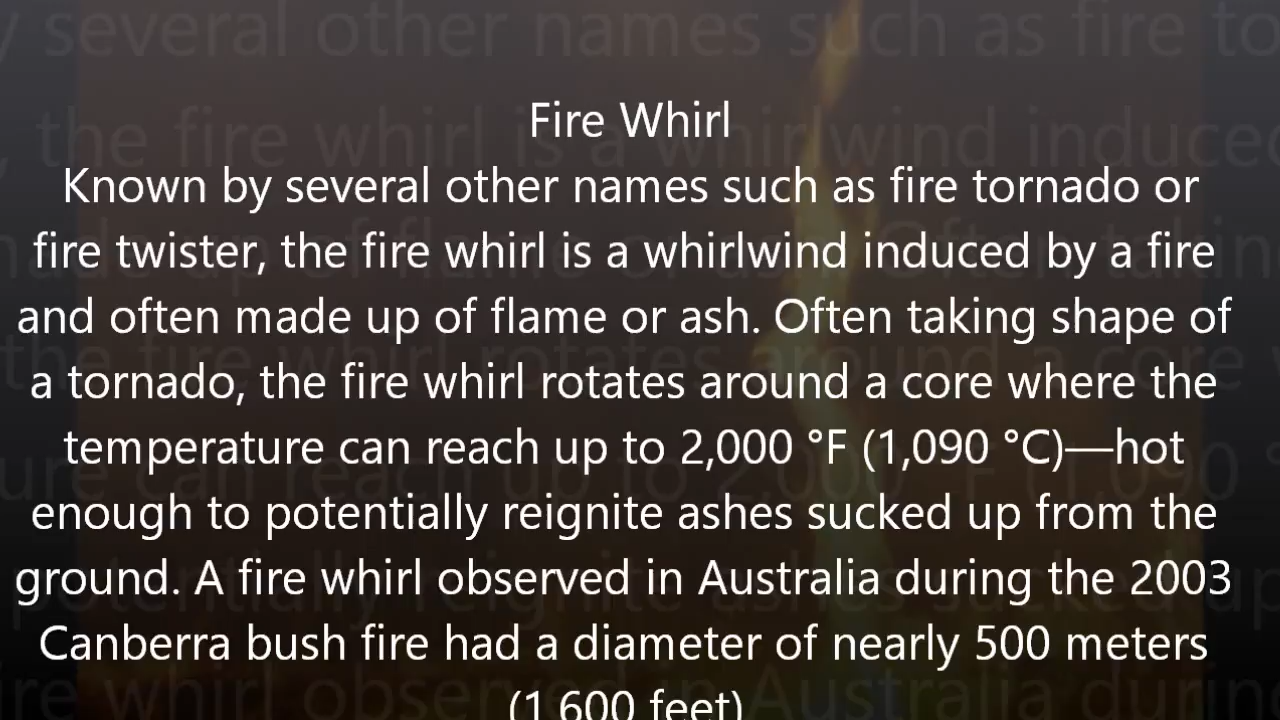 Fire Whirl
Known by several other names such as fire tornado or
fire twister, the fire whirl is a whirlwind induced by a fire
and often made up of flame or ash. Often taking shape of
a tornado, the fire whirl rotates around a core where the
temperature can reach up to 2,000 °F (1,090 °C)—hot
enough to potentially reignite ashes sucked up from the
ground. A fire whirl observed in Australia during the 2003
Canberra bush fire had a diameter of nearly 500 meters
(1,600 feet)